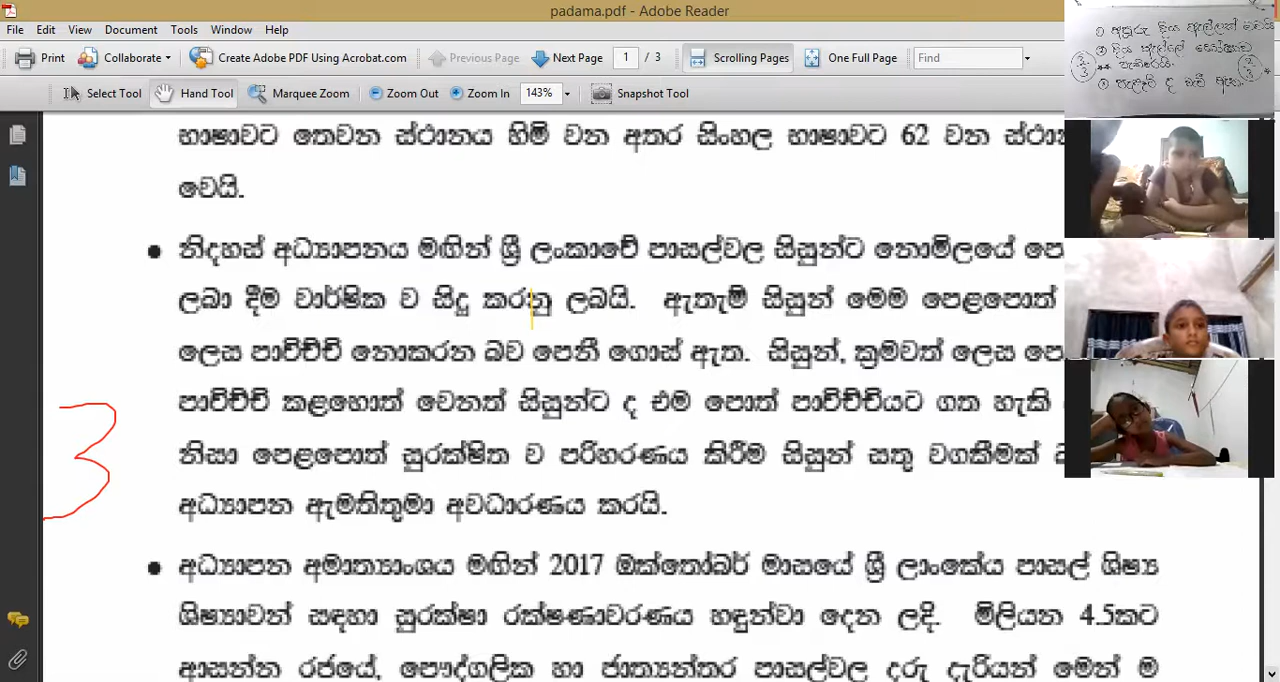 padama.pdf - Adobe Reader
File Edit View Document Tools Window Help
Print Collaborate Create Adobe PDF Using Acrobat.com Previous Page Next Page 1 / 3 Scrolling Pages One Full Page Find
Select Tool Hand Tool Marquee Zoom Zoom Out Zoom In 143% Snapshot Tool
භාෂාවට තෙවන ස්ථානය හිමි වන අතර සිංහල භාෂාවට 62 වන
වෙයි.
• නිදහස් අධ්‍යාපනය මඟින් ශ්‍රී ලංකාවේ පාසල්වල සිසුන්ට නොමිලයේ
ලබා දීම වාර්ෂික ව සිදු කරනු ලබයි. ඇතැම් සිසුන් මෙම පෙළපොත්
ලෙස පාවිච්චි නොකරන බව පෙනී ගොස් ඇත. සිසුන්, ක්‍රමවත් ලෙස
පාවිච්චි කළහොත් වෙනත් සිසුන්ට ද එම පොත් පාවිච්චියට ගත හැකි
නිසා පෙළපොත් සුරක්ෂිත ව පරිහරණය කිරීම සිසුන් සතු වගකීමක්
අධ්‍යාපන ඇමතිතුමා අවධාරණය කරයි.
3
• අධ්‍යාපන අමාත්‍යාංශය මඟින් 2017 ඔක්තෝබර් මාසයේ ශ්‍රී ලාංකේය පාසල් ශිෂ්‍ය
ශිෂ්‍යාවන් සඳහා සුරක්ෂා රක්ෂණාවරණය හඳුන්වා දෙන ලදි. මිලියන 4.5කට
ආසන්න රජයේ, පෞද්ගලික හා ජාත්‍යන්තර පාසල්වල දරු දැරියන් මෙන් ම